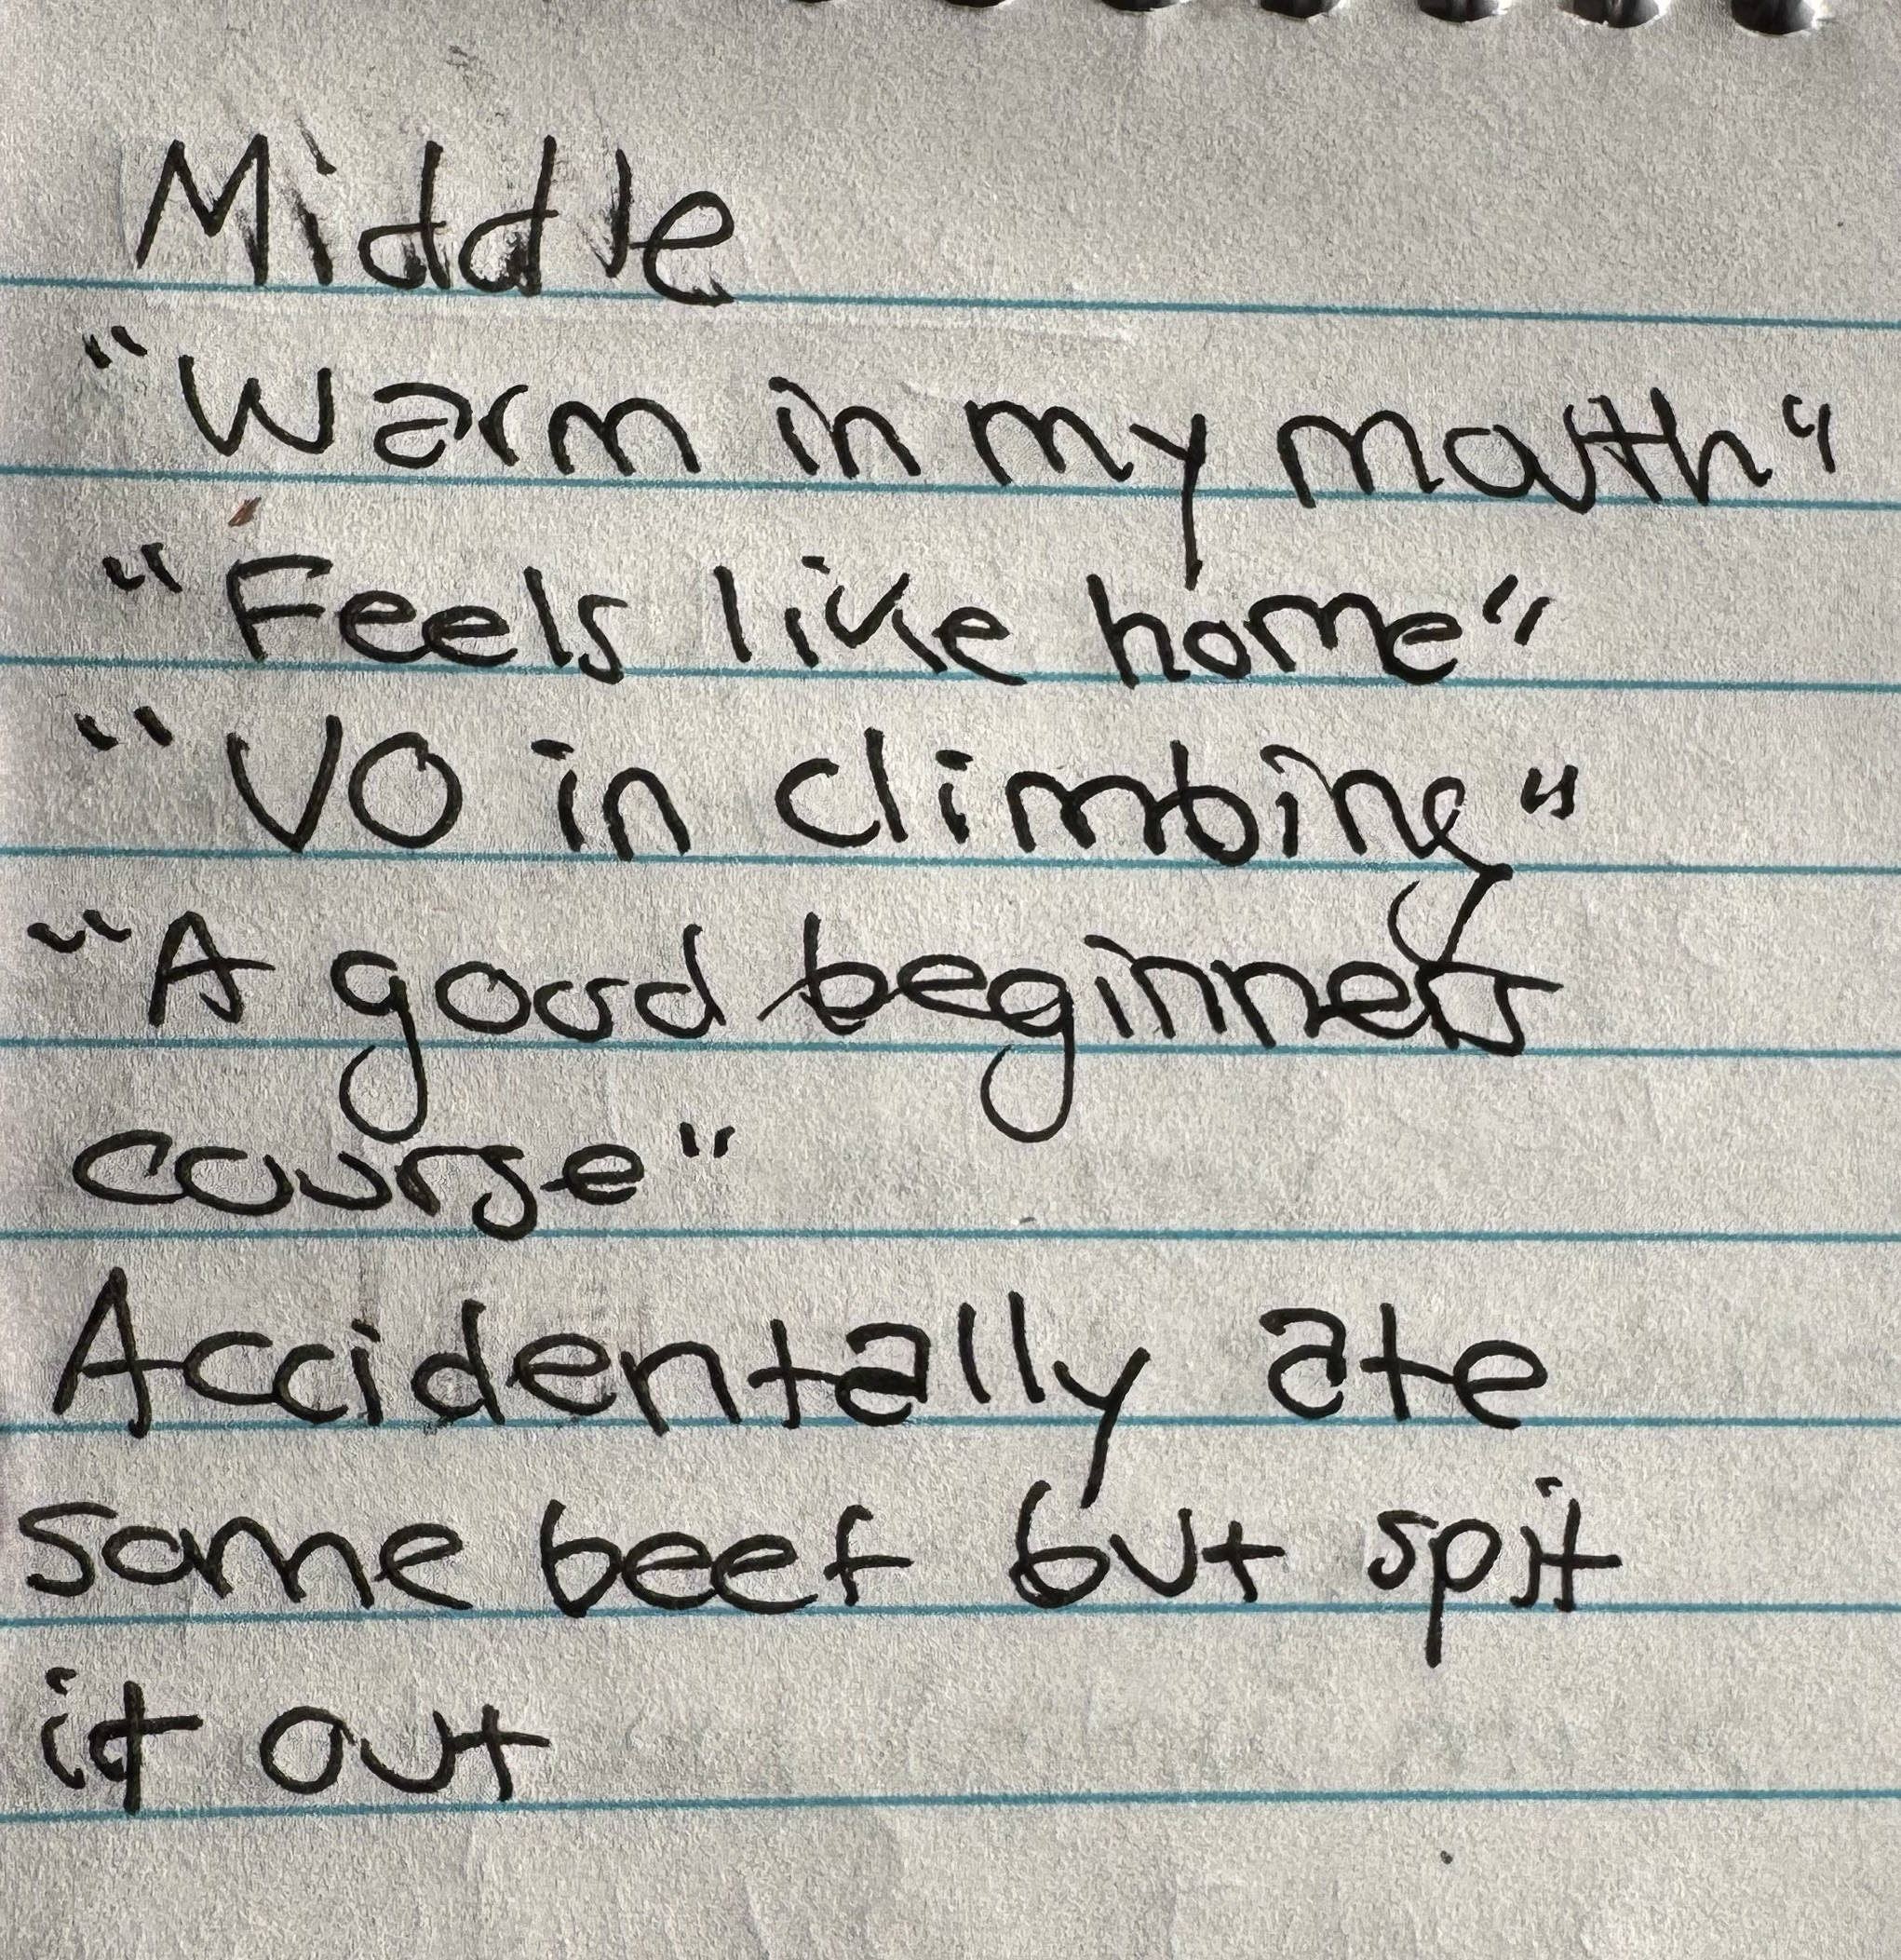 Middle
"Warm in my mouth"
"Feels like home"
"V0 in climbing"
"A good beginners
course"
Accidentally ate
some beef but spit
it out